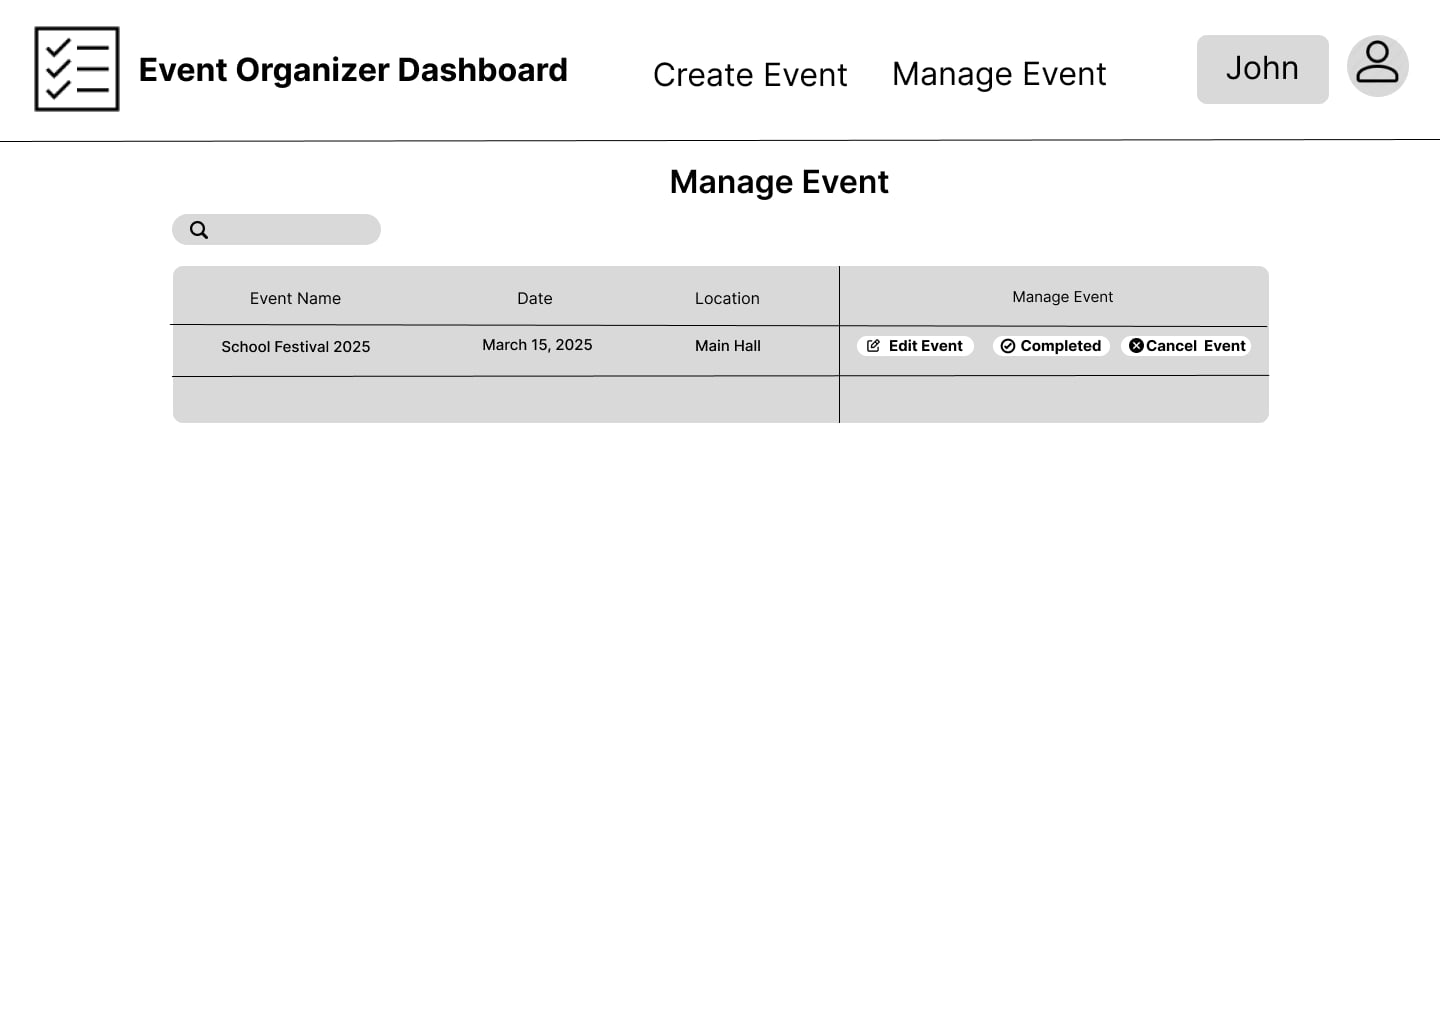 Event Organizer Dashboard
Create Event
Manage Event
John
Manage Event
Event Name
Date
Location
Manage Event
School Festival 2025
March 15, 2025
Main Hall
Edit Event
Completed
Cancel Event